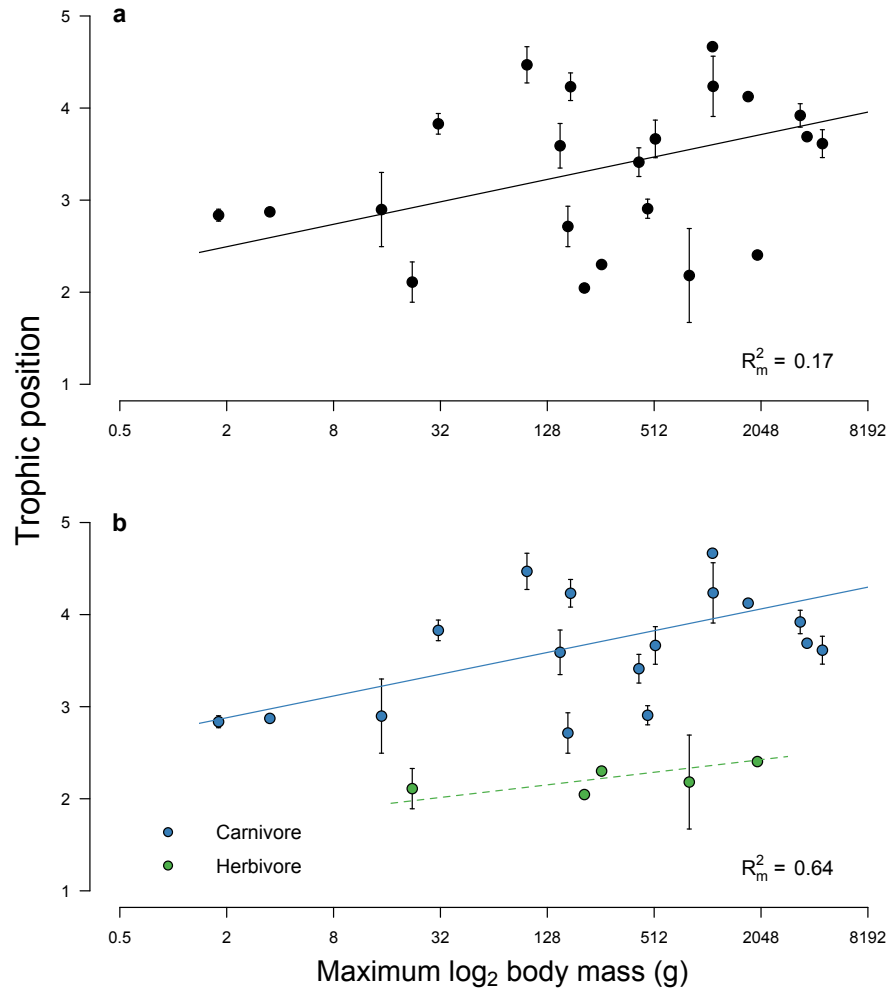 a
5
4
3
2
1
R²ₘ = 0.17
0.5 2 8 32 128 512 2048 8192
Trophic position
b
5
4
3
2
1
Carnivore
Herbivore
R²ₘ = 0.64
0.5 2 8 32 128 512 2048 8192
Maximum log₂ body mass (g)